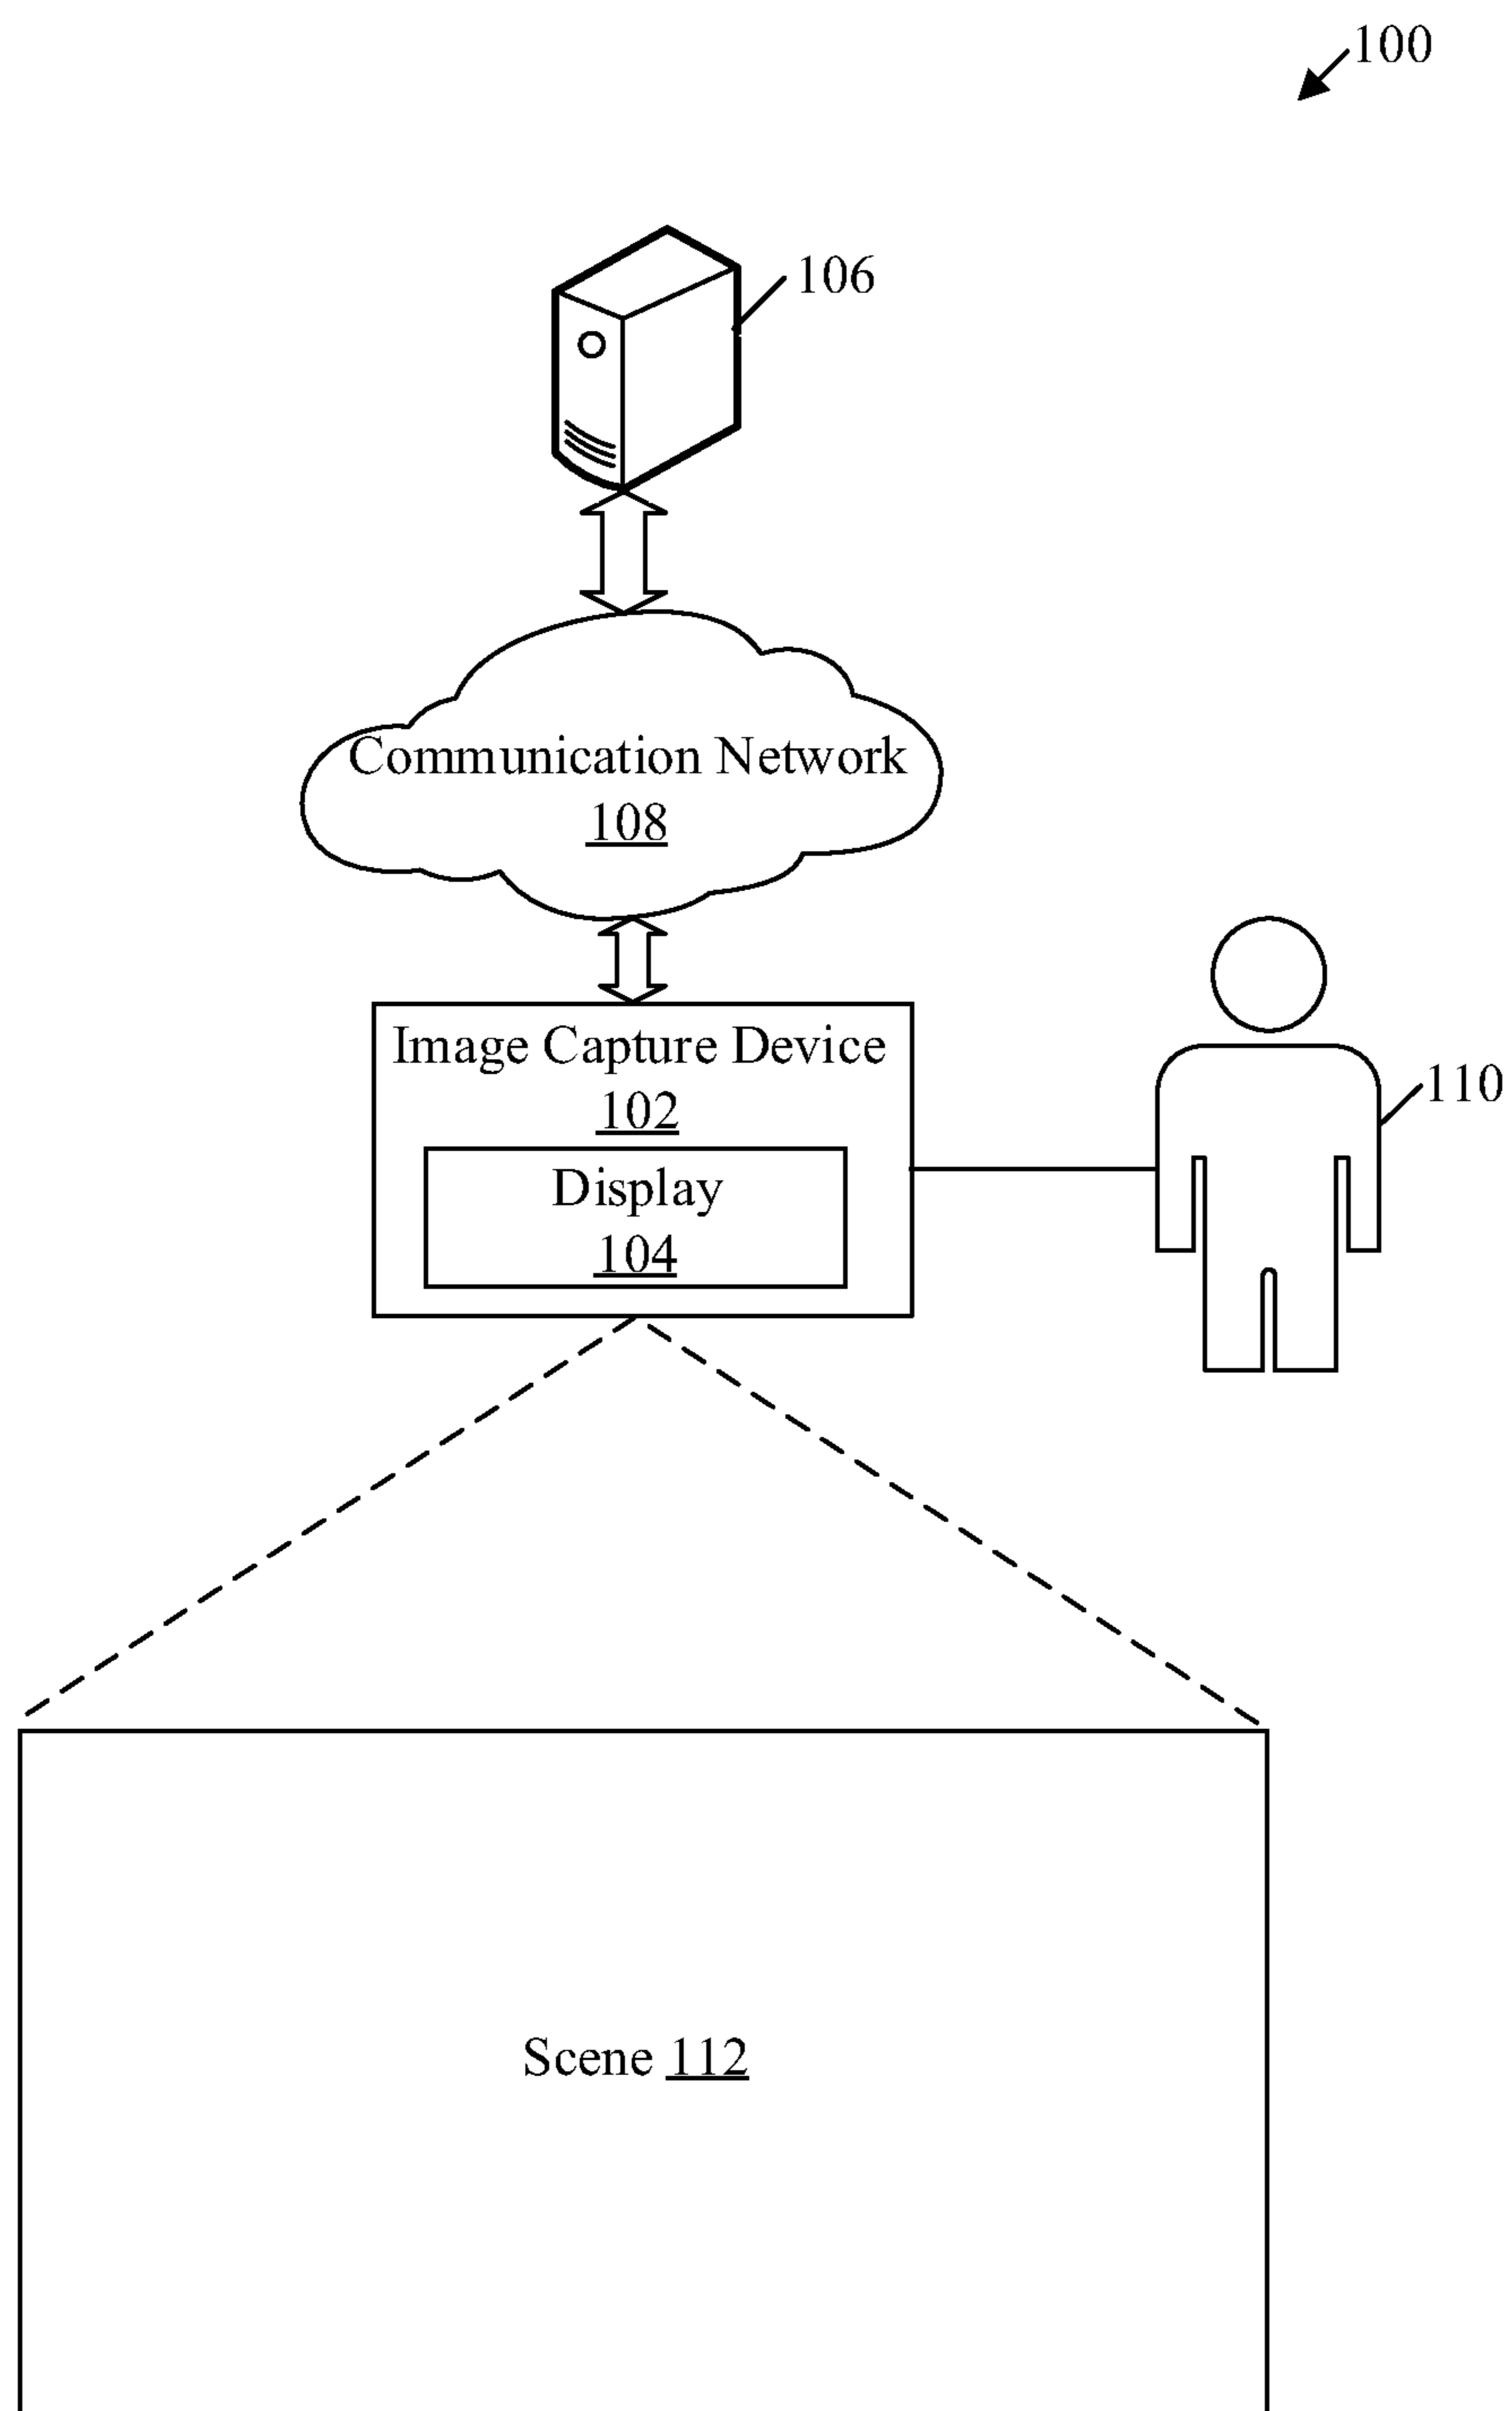 100
106
Communication Network
108
Image Capture Device
102
110
Display
104
Scene 112